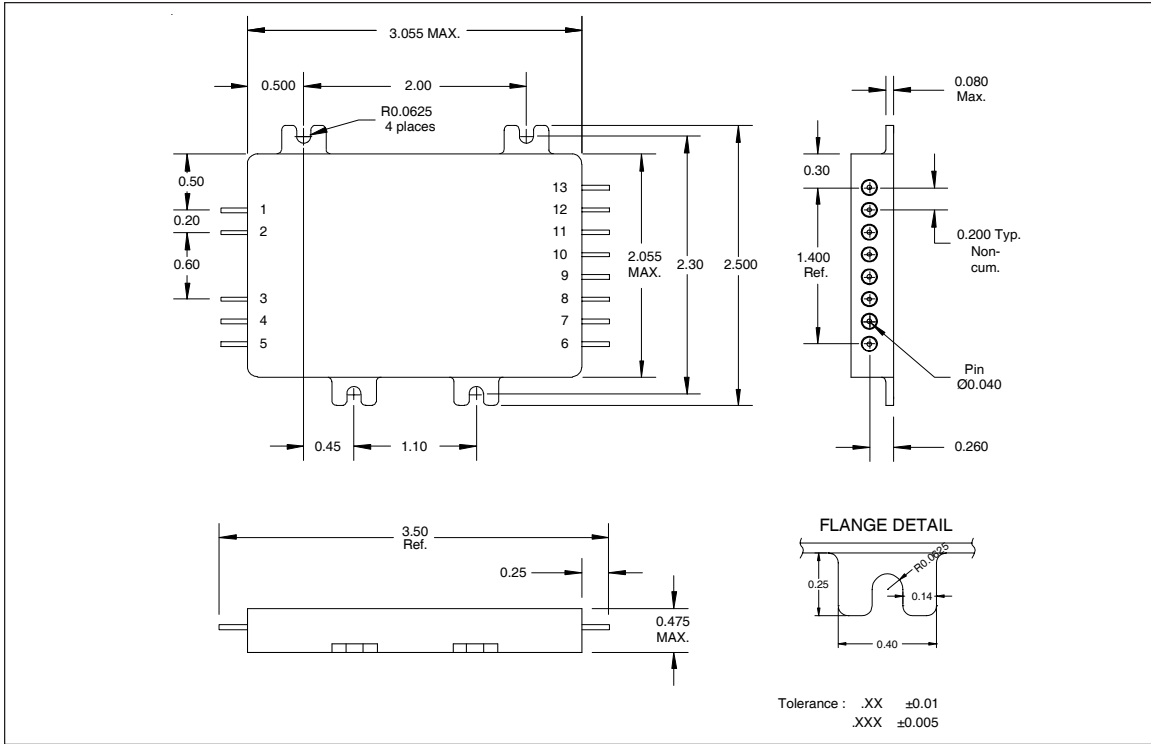 3.055 MAX.
0.500
2.00
0.080
Max.
R0.0625
4 places
0.50
0.30
13
1
12
0.20
2
11
0.200 Typ.
Non-
cum.
0.60
10
2.055
MAX.
2.30
2.500
1.400
Ref.
9
3
8
4
7
5
6
Pin
Ø0.040
0.45
1.10
0.260
FLANGE DETAIL
3.50
Ref.
R0.0625
0.25
0.25
0.14
0.475
MAX.
0.40
Tolerance : .XX ±0.01
.XXX ±0.005